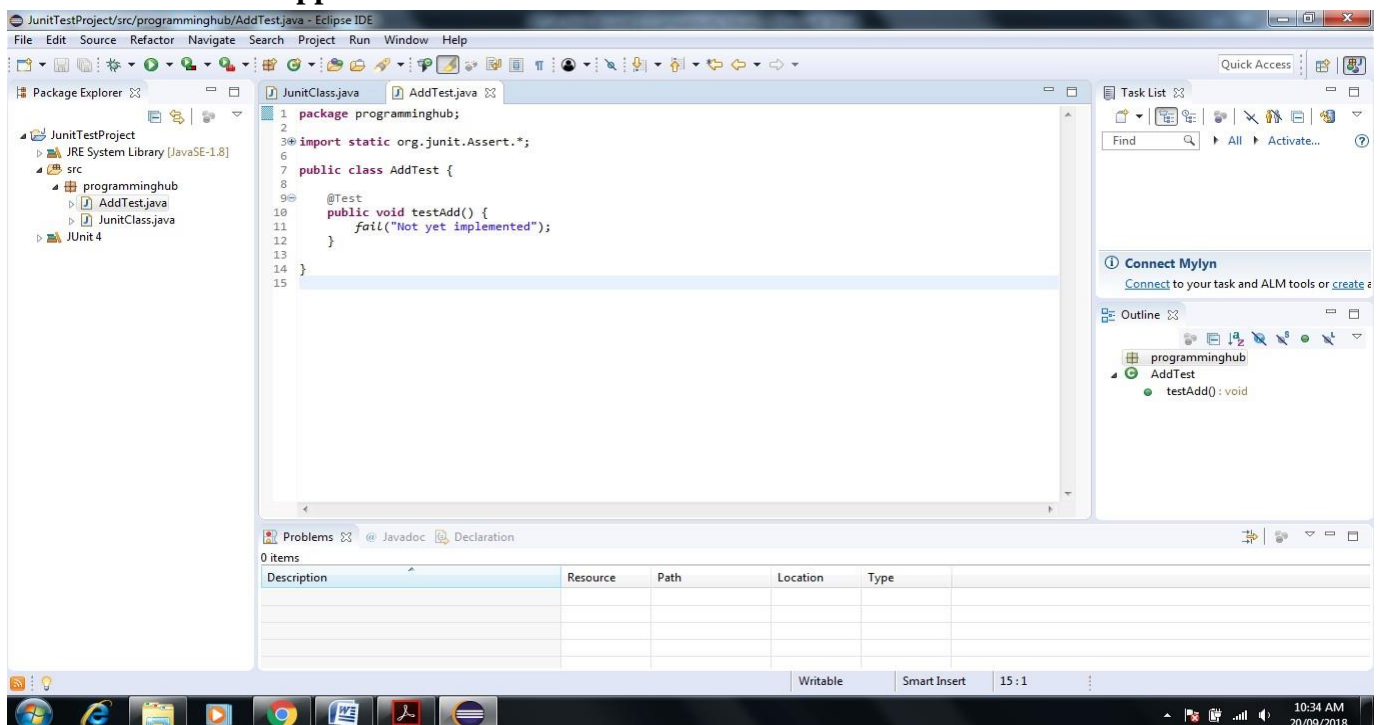 JunitTestProject/src/programminghub/AddTest.java - Eclipse IDE
File Edit Source Refactor Navigate Search Project Run Window Help
Quick Access
Package Explorer
JunitTestProject
JRE System Library [JavaSE-1.8]
src
programminghub
AddTest.java
JunitClass.java
JUnit 4
JunitClass.java AddTest.java
1 package programminghub;
2
3 import static org.junit.Assert.*;
6
7 public class AddTest {
8
9 @Test
10 public void testAdd() {
11 fail("Not yet implemented");
12 }
13
14 }
15
Task List
Find All Activate...
Connect Mylyn
Connect to your task and ALM tools or create a
Outline
programminghub
AddTest
testAdd() : void
Problems @ Javadoc Declaration
0 items
Description Resource Path Location Type
Writable Smart Insert 15 : 1
10:34 AM
20/09/2018